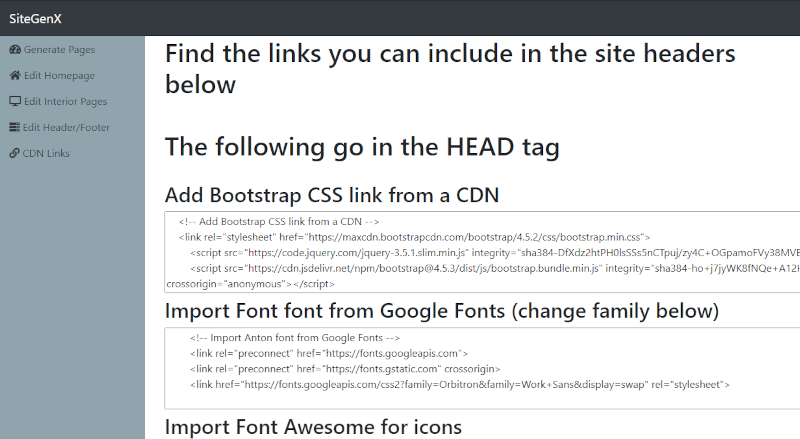 SiteGenX
Generate Pages
Edit Homepage
Edit Interior Pages
Edit Header/Footer
CDN Links
Find the links you can include in the site headers
below
The following go in the HEAD tag
Add Bootstrap CSS link from a CDN
<!-- Add Bootstrap CSS link from a CDN -->
<link rel="stylesheet" href="https://maxcdn.bootstrapcdn.com/bootstrap/4.5.2/css/bootstrap.min.css">
<script src="https://code.jquery.com/jquery-3.5.1.slim.min.js" integrity="sha384-DfXdz2htPH0lsSSs5nCTpuj/zy4C+OGpamoFVy38MVB
<script src="https://cdn.jsdelivr.net/npm/bootstrap@4.5.3/dist/js/bootstrap.bundle.min.js" integrity="sha384-ho+j7jyWK8fNQe+A12H
crossorigin="anonymous"></script>
Import Font font from Google Fonts (change family below)
<!-- Import Anton font from Google Fonts -->
<link rel="preconnect" href="https://fonts.googleapis.com">
<link rel="preconnect" href="https://fonts.gstatic.com" crossorigin>
<link href="https://fonts.googleapis.com/css2?family=Orbitron&family=Work+Sans&display=swap" rel="stylesheet">
Import Font Awesome for icons